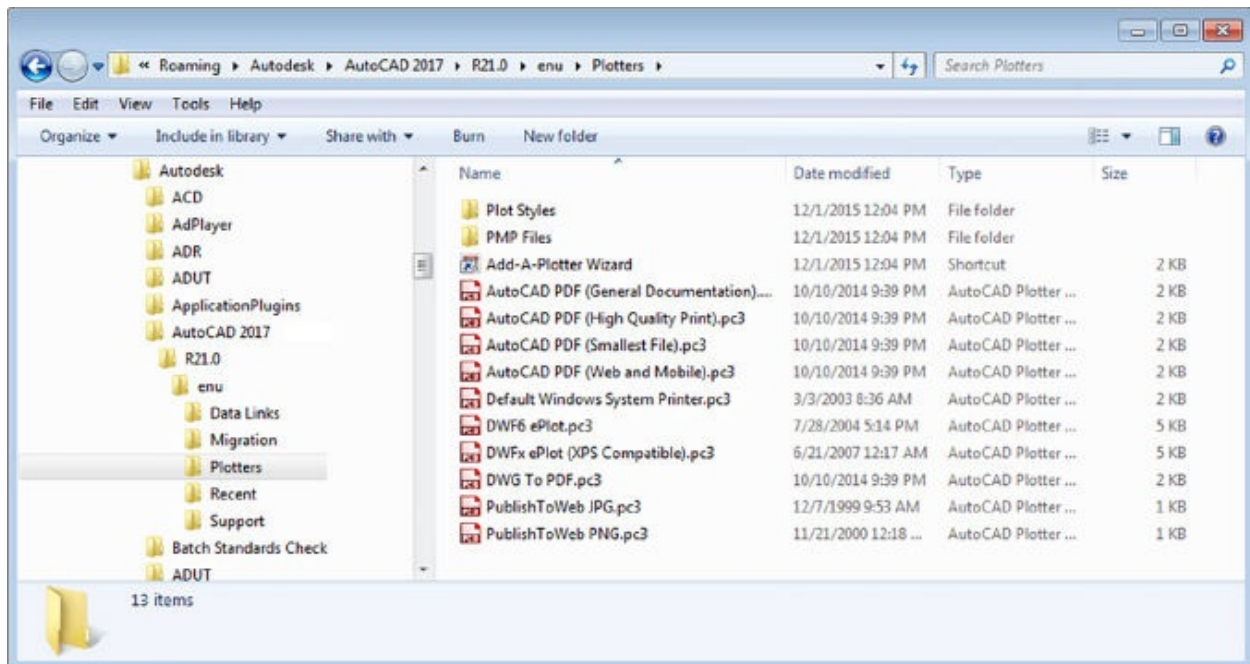 « Roaming ▸ Autodesk ▸ AutoCAD 2017 ▸ R21.0 ▸ enu ▸ Plotters ▸ Search Plotters
File Edit View Tools Help
Organize Include in library Share with Burn New folder
Autodesk
ACD
AdPlayer
ADR
ADUT
ApplicationPlugins
AutoCAD 2017
R21.0
enu
Data Links
Migration
Plotters
Recent
Support
Batch Standards Check
ADUT
Name Date modified Type Size
Plot Styles 12/1/2015 12:04 PM File folder
PMP Files 12/1/2015 12:04 PM File folder
Add-A-Plotter Wizard 12/1/2015 12:04 PM Shortcut 2 KB
AutoCAD PDF (General Documentation).... 10/10/2014 9:39 PM AutoCAD Plotter ... 2 KB
AutoCAD PDF (High Quality Print).pc3 10/10/2014 9:39 PM AutoCAD Plotter ... 2 KB
AutoCAD PDF (Smallest File).pc3 10/10/2014 9:39 PM AutoCAD Plotter ... 2 KB
AutoCAD PDF (Web and Mobile).pc3 10/10/2014 9:39 PM AutoCAD Plotter ... 2 KB
Default Windows System Printer.pc3 3/3/2003 8:36 AM AutoCAD Plotter ... 2 KB
DWF6 ePlot.pc3 7/28/2004 5:14 PM AutoCAD Plotter ... 5 KB
DWFx ePlot (XPS Compatible).pc3 6/21/2007 12:17 AM AutoCAD Plotter ... 5 KB
DWG To PDF.pc3 10/10/2014 9:39 PM AutoCAD Plotter ... 2 KB
PublishToWeb JPG.pc3 12/7/1999 9:53 AM AutoCAD Plotter ... 1 KB
PublishToWeb PNG.pc3 11/21/2000 12:18 ... AutoCAD Plotter ... 1 KB
13 items